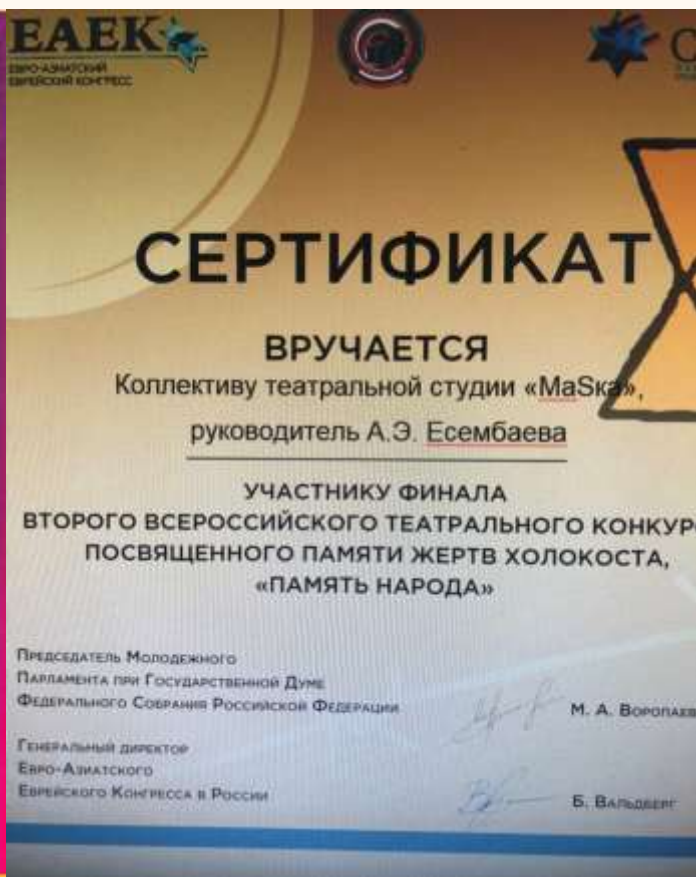 ЕАЕК
ЕВРО-АЗИАТСКИЙ
ЕВРЕЙСКИЙ КОНГРЕСС
С
СЕРТИФИКАТ
ВРУЧАЕТСЯ
Коллективу театральной студии «MaSка»,
руководитель А.Э. Есембаева
УЧАСТНИКУ ФИНАЛА
ВТОРОГО ВСЕРОССИЙСКОГО ТЕАТРАЛЬНОГО КОНКУР
ПОСВЯЩЕННОГО ПАМЯТИ ЖЕРТВ ХОЛОКОСТА,
«ПАМЯТЬ НАРОДА»
Председатель Молодежного
Парламента при Государственной Думе
Федерального Собрания Российской Федерации
М. А. Воропаев
Генеральный директор
Евро-Азиатского
Еврейского Конгресса в России
Б. Вальдберг